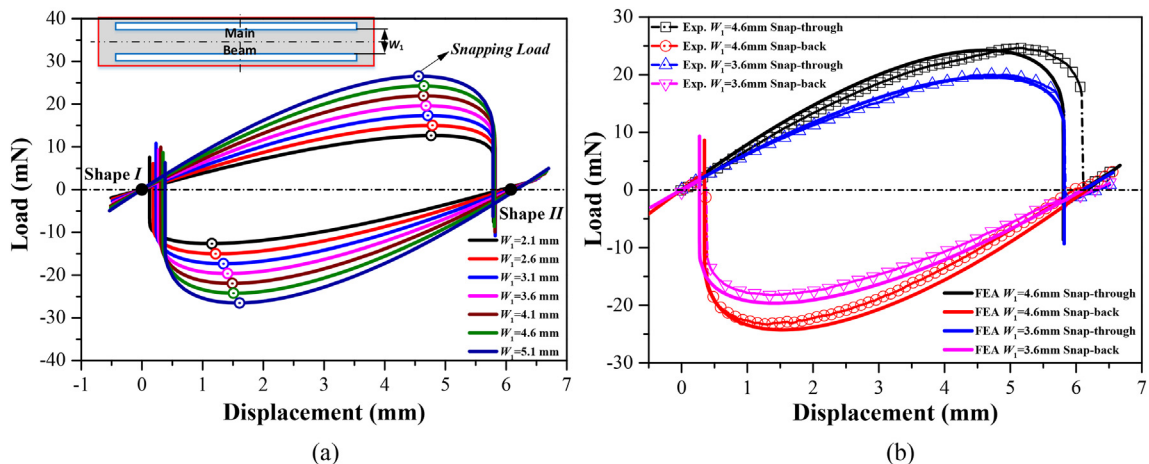 40
30
20
10
0
-10
-20
-30
-40
Load (mN)
Main
Beam
W1
Snapping Load
Shape I
Shape II
W1=2.1 mm
W1=2.6 mm
W1=3.1 mm
W1=3.6 mm
W1=4.1 mm
W1=4.6 mm
W1=5.1 mm
-1 0 1 2 3 4 5 6 7
Displacement (mm)
(a)
30
20
10
0
-10
-20
-30
Load (mN)
Exp. W1=4.6mm Snap-through
Exp. W1=4.6mm Snap-back
Exp. W1=3.6mm Snap-through
Exp. W1=3.6mm Snap-back
FEA W1=4.6mm Snap-through
FEA W1=4.6mm Snap-back
FEA W1=3.6mm Snap-through
FEA W1=3.6mm Snap-back
0 1 2 3 4 5 6 7
Displacement (mm)
(b)